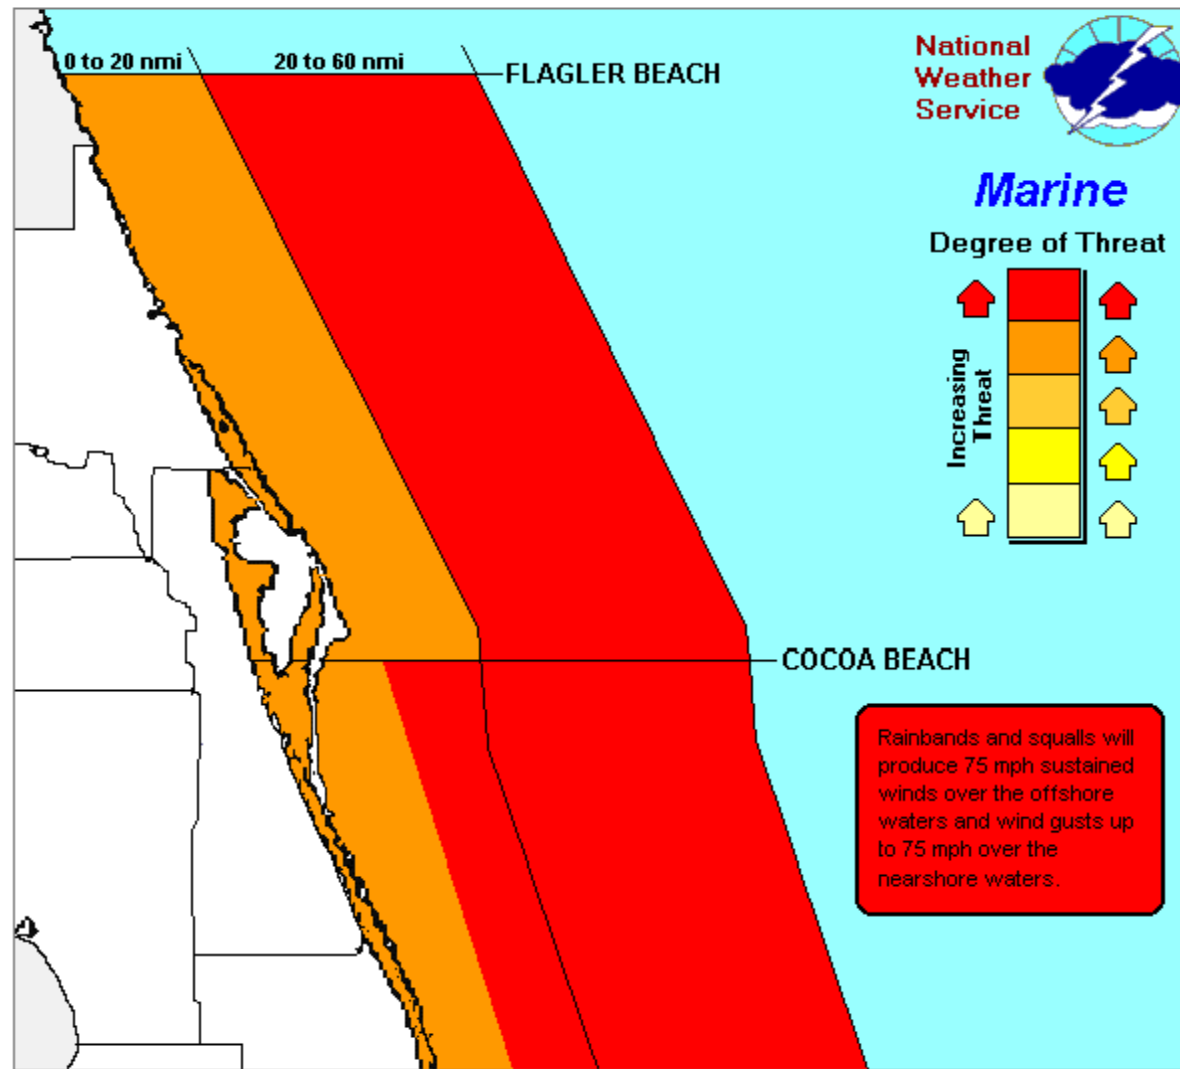 0 to 20 nmi
20 to 60 nmi
FLAGLER BEACH
National
Weather
Service
Marine
Degree of Threat
Increasing
Threat
COCOA BEACH
Rainbands and squalls will
produce 75 mph sustained
winds over the offshore
waters and wind gusts up
to 75 mph over the
nearshore waters.